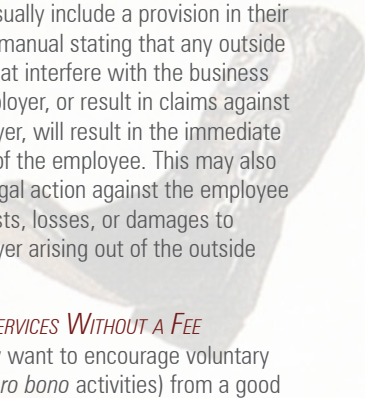 sually include a provision in their
manual stating that any outside
at interfere with the business
ployer, or result in claims against
yer, will result in the immediate
of the employee. This may also
gal action against the employee
sts, losses, or damages to
yer arising out of the outside
ERVICES WITHOUT A FEE
y want to encourage voluntary
ro bono activities) from a good